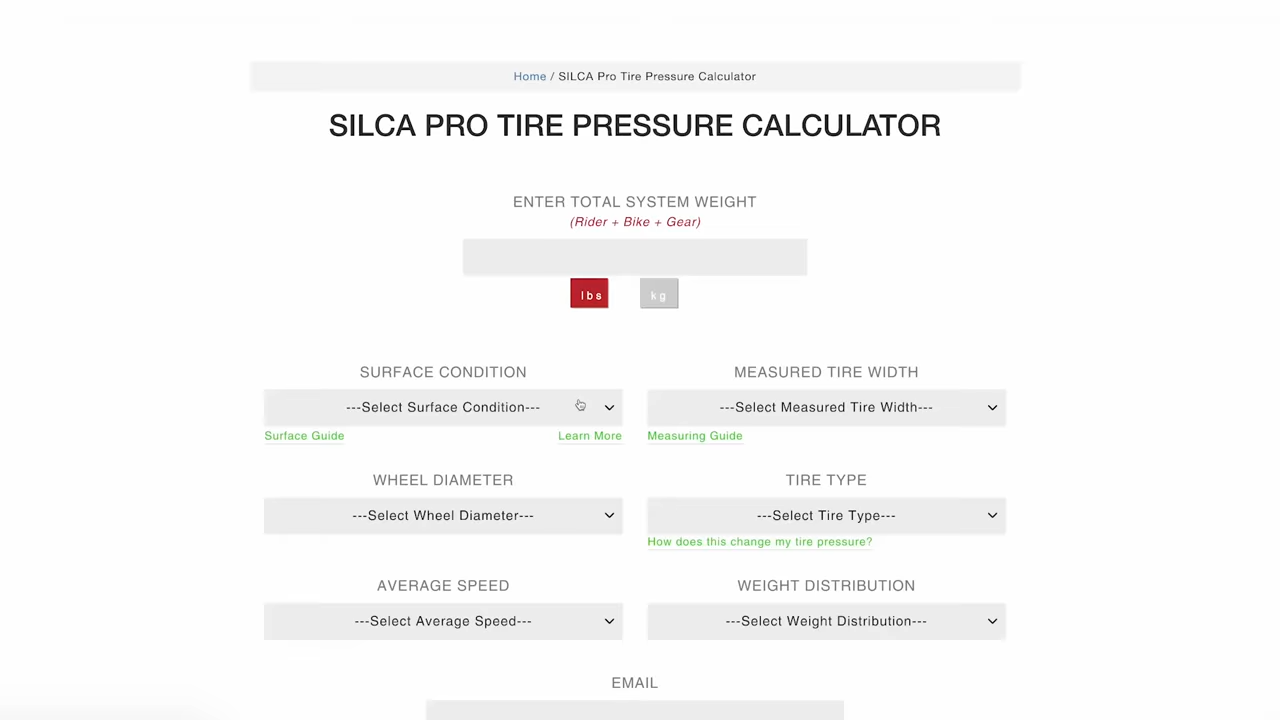 Home / SILCA Pro Tire Pressure Calculator
SILCA PRO TIRE PRESSURE CALCULATOR
ENTER TOTAL SYSTEM WEIGHT
(Rider + Bike + Gear)
lbs kg
SURFACE CONDITION MEASURED TIRE WIDTH
---Select Surface Condition--- ---Select Measured Tire Width---
Surface Guide Learn More Measuring Guide
WHEEL DIAMETER TIRE TYPE
---Select Wheel Diameter--- ---Select Tire Type---
How does this change my tire pressure?
AVERAGE SPEED WEIGHT DISTRIBUTION
---Select Average Speed--- ---Select Weight Distribution---
EMAIL